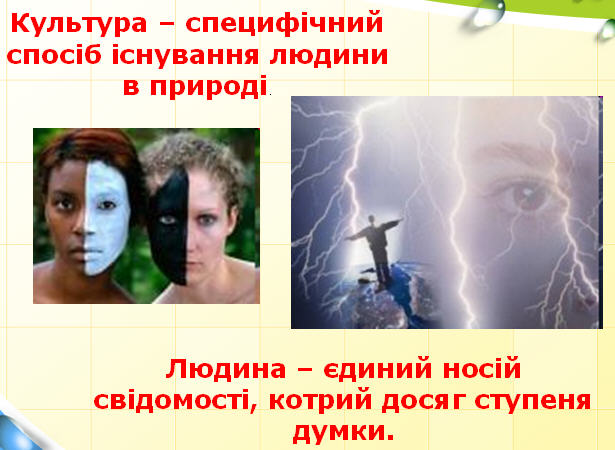 Культура – специфічний
спосіб існування людини
в природі.
Людина – єдиний носій
свідомості, котрий досяг ступеня
думки.